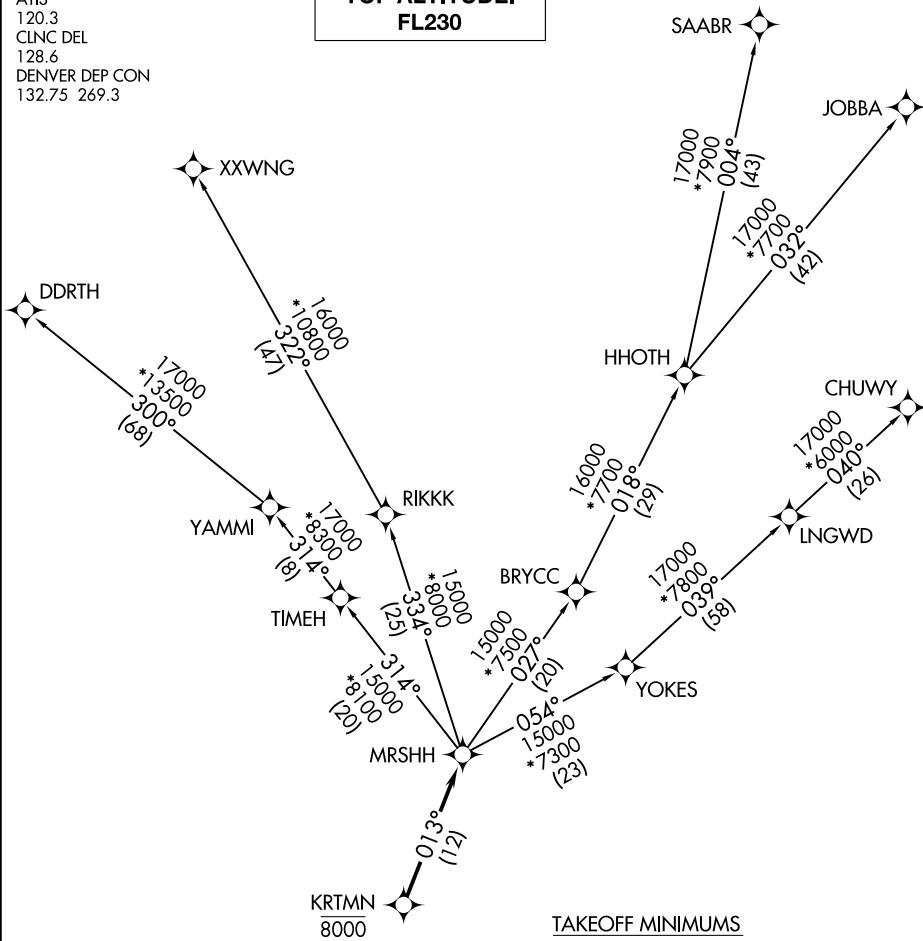 ATIS
120.3
CLNC DEL
128.6
DENVER DEP CON
132.75 269.3
TOP ALTITUDE:
FL230
SAABR
JOBBA
17000
*7900
004°
(43)
XXWNG
17000
*7700
032°
(42)
DDRTH
16000
*10800
322°
(47)
HHOTH
17000
*13500
300°
(68)
CHUWY
17000
*6000
040°
(26)
16000
*7700
018°
(29)
RIKKK
YAMMI
17000
*8300
314°
(8)
LNGWD
BRYCC
17000
*7800
039°
(58)
TIMEH
15000
*8000
334°
(25)
15000
*7500
027°
(20)
314°
15000
*8100
(20)
YOKES
054°
15000
*7300
(23)
MRSHH
013°
(12)
KRTMN
8000
TAKEOFF MINIMUMS